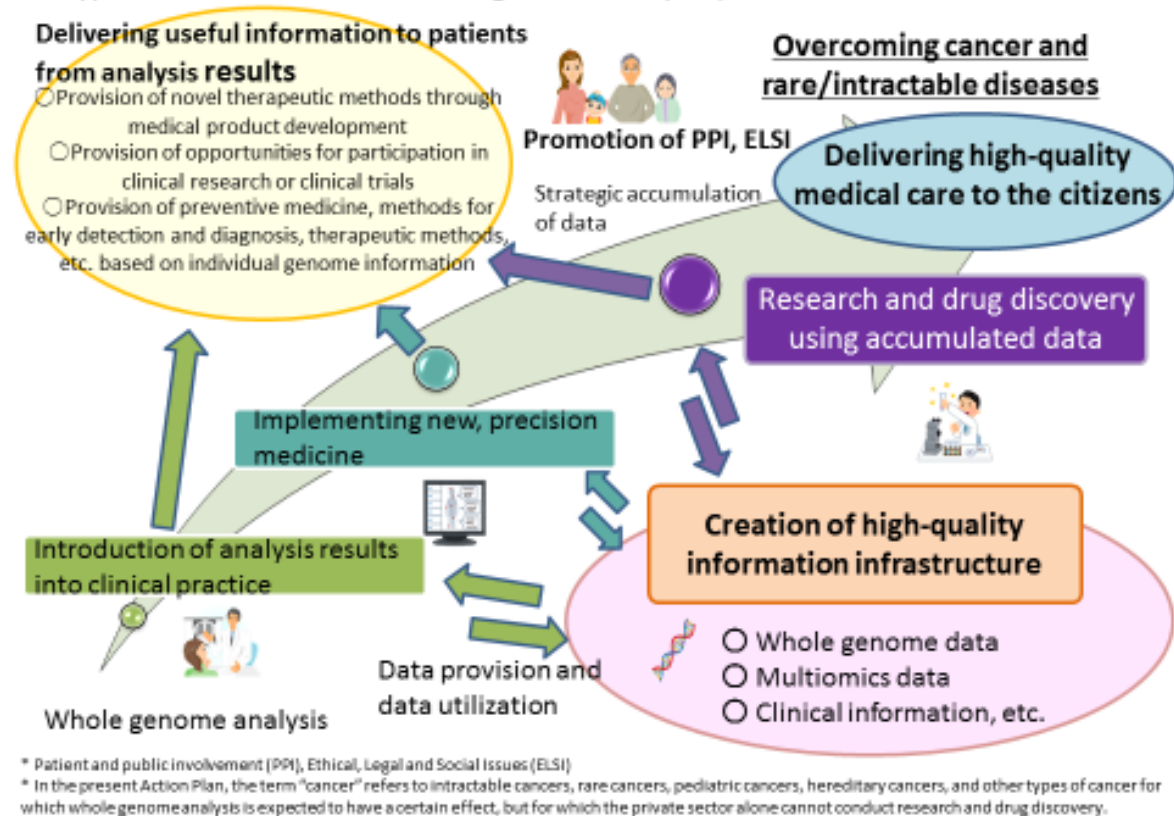 Delivering useful information to patients
from analysis results
○Provision of novel therapeutic methods through
medical product development
○Provision of opportunities for participation in
clinical research or clinical trials
○Provision of preventive medicine, methods for
early detection and diagnosis, therapeutic methods,
etc. based on individual genome information
Promotion of PPI, ELSI
Strategic accumulation
of data
Overcoming cancer and
rare/intractable diseases
Delivering high-quality
medical care to the citizens
Research and drug discovery
using accumulated data
Implementing new, precision
medicine
Introduction of analysis results
into clinical practice
Whole genome analysis
Data provision and
data utilization
Creation of high-quality
information infrastructure
○ Whole genome data
○ Multiomics data
○ Clinical information, etc.
* Patient and public involvement (PPI), Ethical, Legal and Social Issues (ELSI)
* In the present Action Plan, the term "cancer" refers to intractable cancers, rare cancers, pediatric cancers, hereditary cancers, and other types of cancer for
which whole genome analysis is expected to have a certain effect, but for which the private sector alone cannot conduct research and drug discovery.